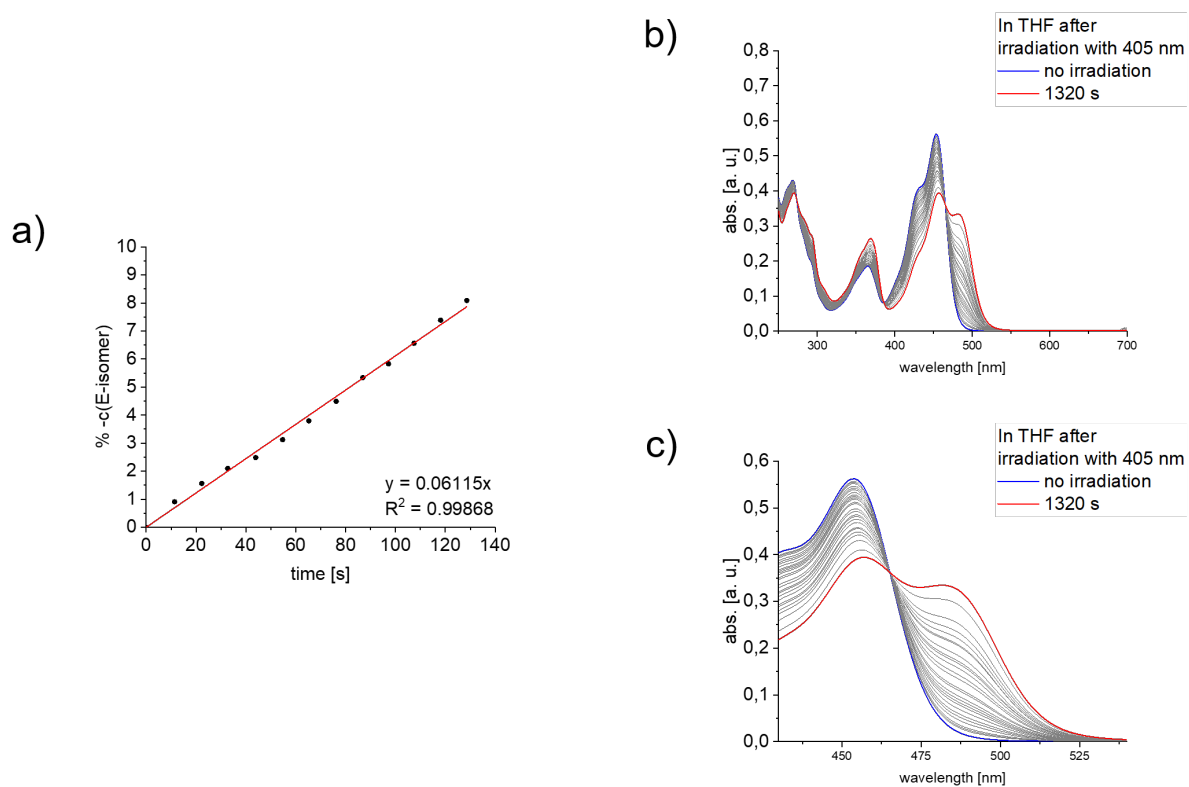 a)
% -c(E-isomer)
10
9
8
7
6
5
4
3
2
1
0
0 20 40 60 80 100 120 140
time [s]
y = 0.06115x
R² = 0.99868
b)
In THF after
irradiation with 405 nm
no irradiation
1320 s
abs. [a. u.]
0,8
0,7
0,6
0,5
0,4
0,3
0,2
0,1
0,0
300 400 500 600 700
wavelength [nm]
c)
In THF after
irradiation with 405 nm
no irradiation
1320 s
abs. [a. u.]
0,6
0,5
0,4
0,3
0,2
0,1
0,0
450 475 500 525
wavelength [nm]